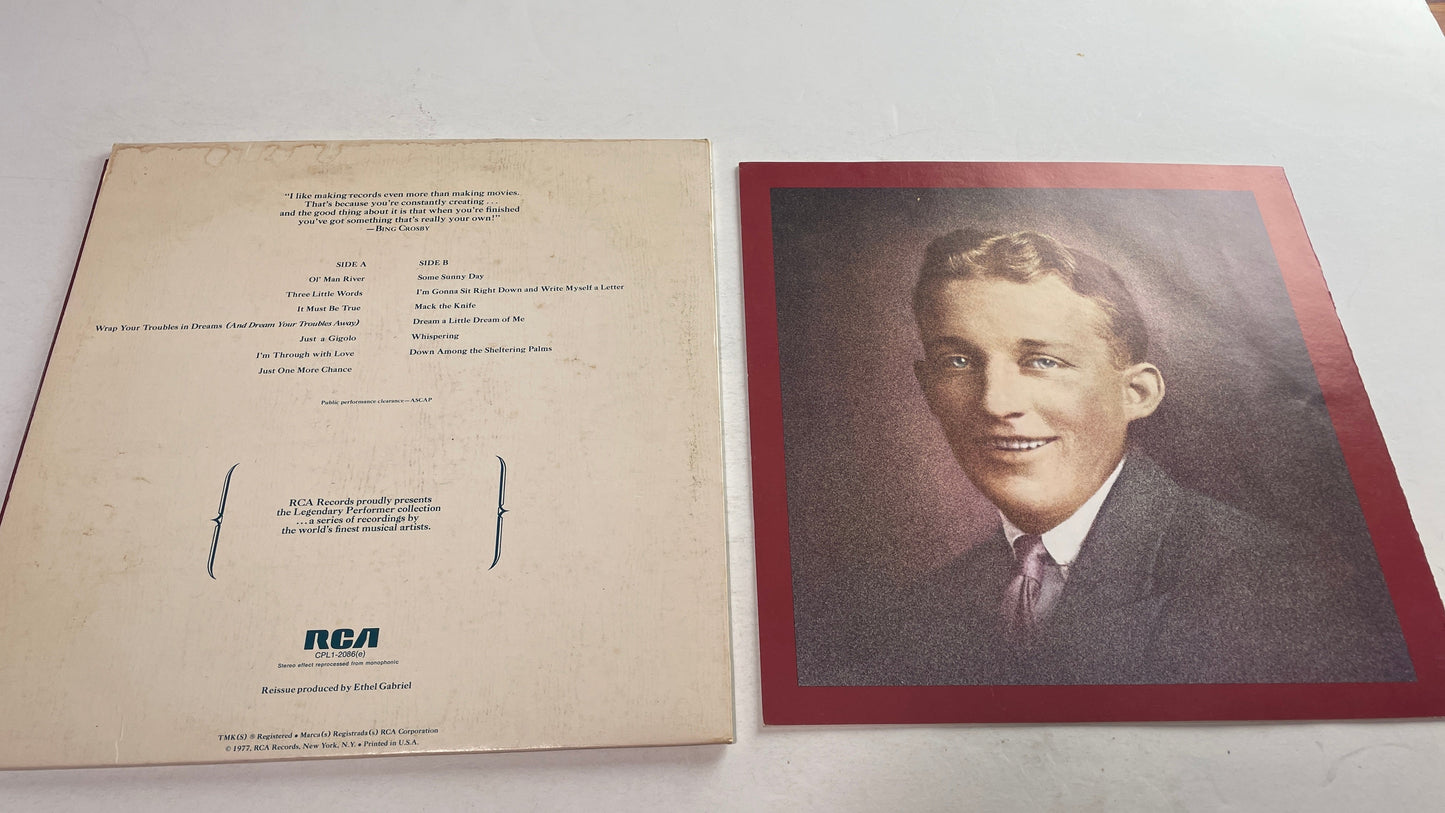 "I like making records even more than making movies.
That's because you're constantly creating . . .
and the good thing about it is that when you're finished
you've got something that's really your own!"
—BING CROSBY
SIDE A
Ol' Man River
Three Little Words
It Must Be True
Wrap Your Troubles in Dreams (And Dream Your Troubles Away)
Just a Gigolo
I'm Through with Love
Just One More Chance
SIDE B
Some Sunny Day
I'm Gonna Sit Right Down and Write Myself a Letter
Mack the Knife
Dream a Little Dream of Me
Whispering
Down Among the Sheltering Palms
Public performance clearance—ASCAP
RCA Records proudly presents
the Legendary Performer collection
. . . a series of recordings by
the world's finest musical artists.
RCA
CPL1-2086(e)
Stereo effect reprocessed from monophonic
Reissue produced by Ethel Gabriel
TMK(S) ® Registered • Marca(s) Registrada(s) RCA Corporation
© 1977, RCA Records, New York, N.Y. • Printed in U.S.A.